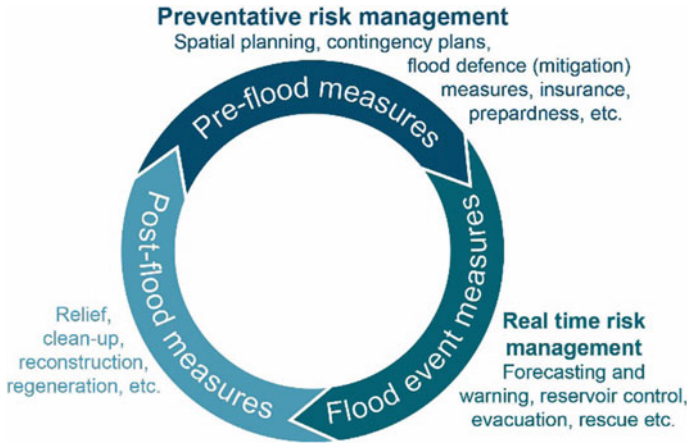 Preventative risk management
Spatial planning, contingency plans,
flood defence (mitigation)
measures, insurance,
prepardness, etc.
Pre-flood measures
Flood event measures
Real time risk
management
Forecasting and
warning, reservoir control,
evacuation, rescue etc.
Post-flood measures
Relief,
clean-up,
reconstruction,
regeneration, etc.